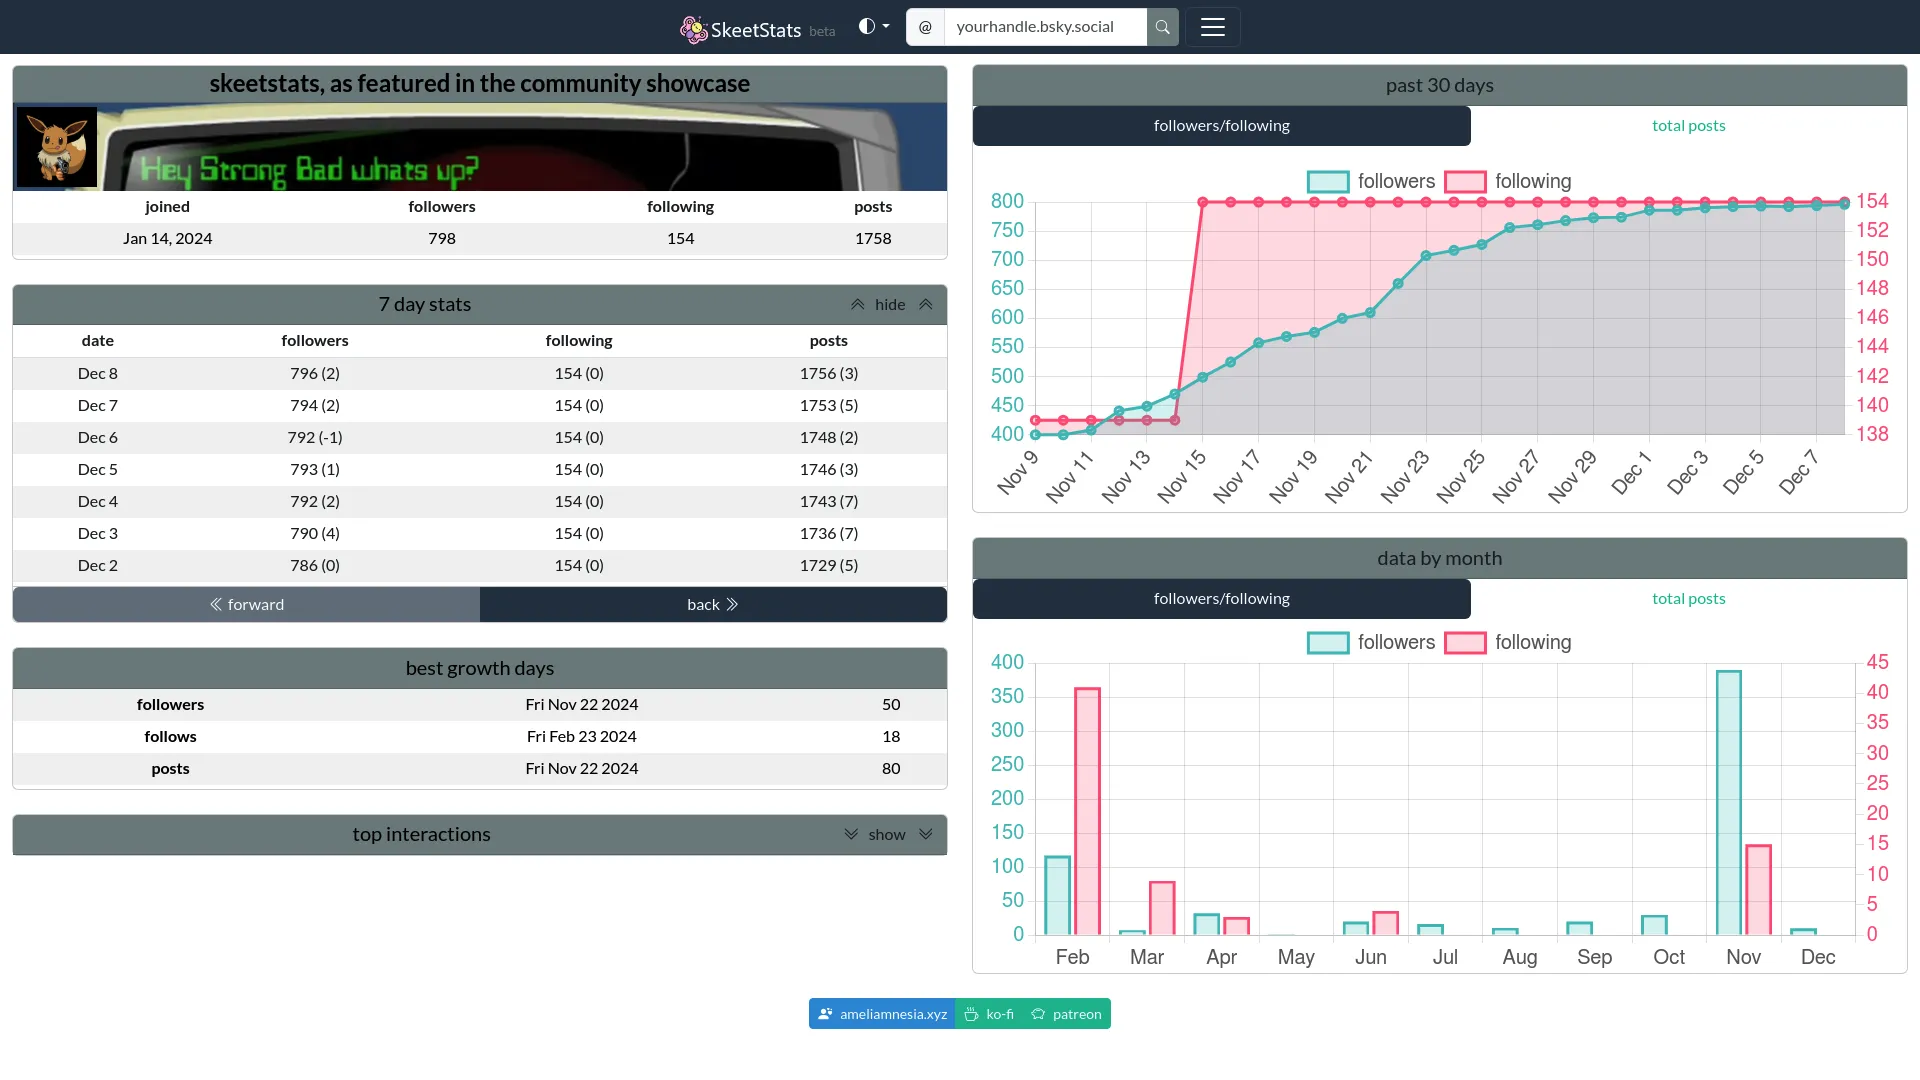 SkeetStats beta
@ yourhandle.bsky.social
skeetstats, as featured in the community showcase
Hey Strong Bad whats up?
joined followers following posts
Jan 14, 2024 798 154 1758
7 day stats hide
date followers following posts
Dec 8 796 (2) 154 (0) 1756 (3)
Dec 7 794 (2) 154 (0) 1753 (5)
Dec 6 792 (-1) 154 (0) 1748 (2)
Dec 5 793 (1) 154 (0) 1746 (3)
Dec 4 792 (2) 154 (0) 1743 (7)
Dec 3 790 (4) 154 (0) 1736 (7)
Dec 2 786 (0) 154 (0) 1729 (5)
forward back
best growth days
followers Fri Nov 22 2024 50
follows Fri Feb 23 2024 18
posts Fri Nov 22 2024 80
top interactions show
past 30 days
followers/following total posts
followers following
800 154
750 152
700 150
650 148
600 146
550 144
500 142
450 140
400 138
Nov 9 Nov 11 Nov 13 Nov 15 Nov 17 Nov 19 Nov 21 Nov 23 Nov 25 Nov 27 Nov 29 Dec 1 Dec 3 Dec 5 Dec 7
data by month
followers/following total posts
followers following
400 45
350 40
300 35
250 30
200 25
150 20
100 15
50 10
0 5
0
Feb Mar Apr May Jun Jul Aug Sep Oct Nov Dec
ameliamnesia.xyz ko-fi patreon